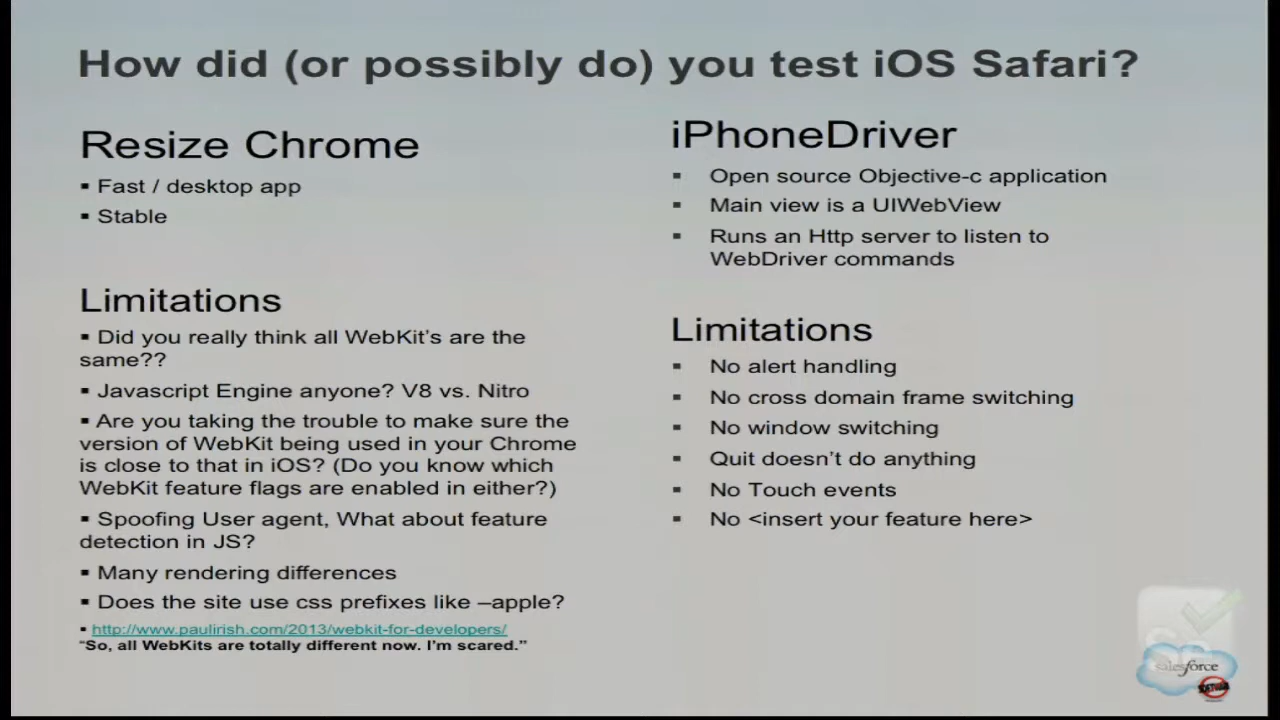 How did (or possibly do) you test iOS Safari?
Resize Chrome
▪ Fast / desktop app
▪ Stable
Limitations
▪ Did you really think all WebKit's are the
same??
▪ Javascript Engine anyone? V8 vs. Nitro
▪ Are you taking the trouble to make sure the
version of WebKit being used in your Chrome
is close to that in iOS? (Do you know which
WebKit feature flags are enabled in either?)
▪ Spoofing User agent, What about feature
detection in JS?
▪ Many rendering differences
▪ Does the site use css prefixes like –apple?
▪ http://www.paulirish.com/2013/webkit-for-developers/
“So, all WebKits are totally different now. I'm scared.”
iPhoneDriver
▪ Open source Objective-c application
▪ Main view is a UIWebView
▪ Runs an Http server to listen to
WebDriver commands
Limitations
▪ No alert handling
▪ No cross domain frame switching
▪ No window switching
▪ Quit doesn't do anything
▪ No Touch events
▪ No <insert your feature here>
Se
salesforce